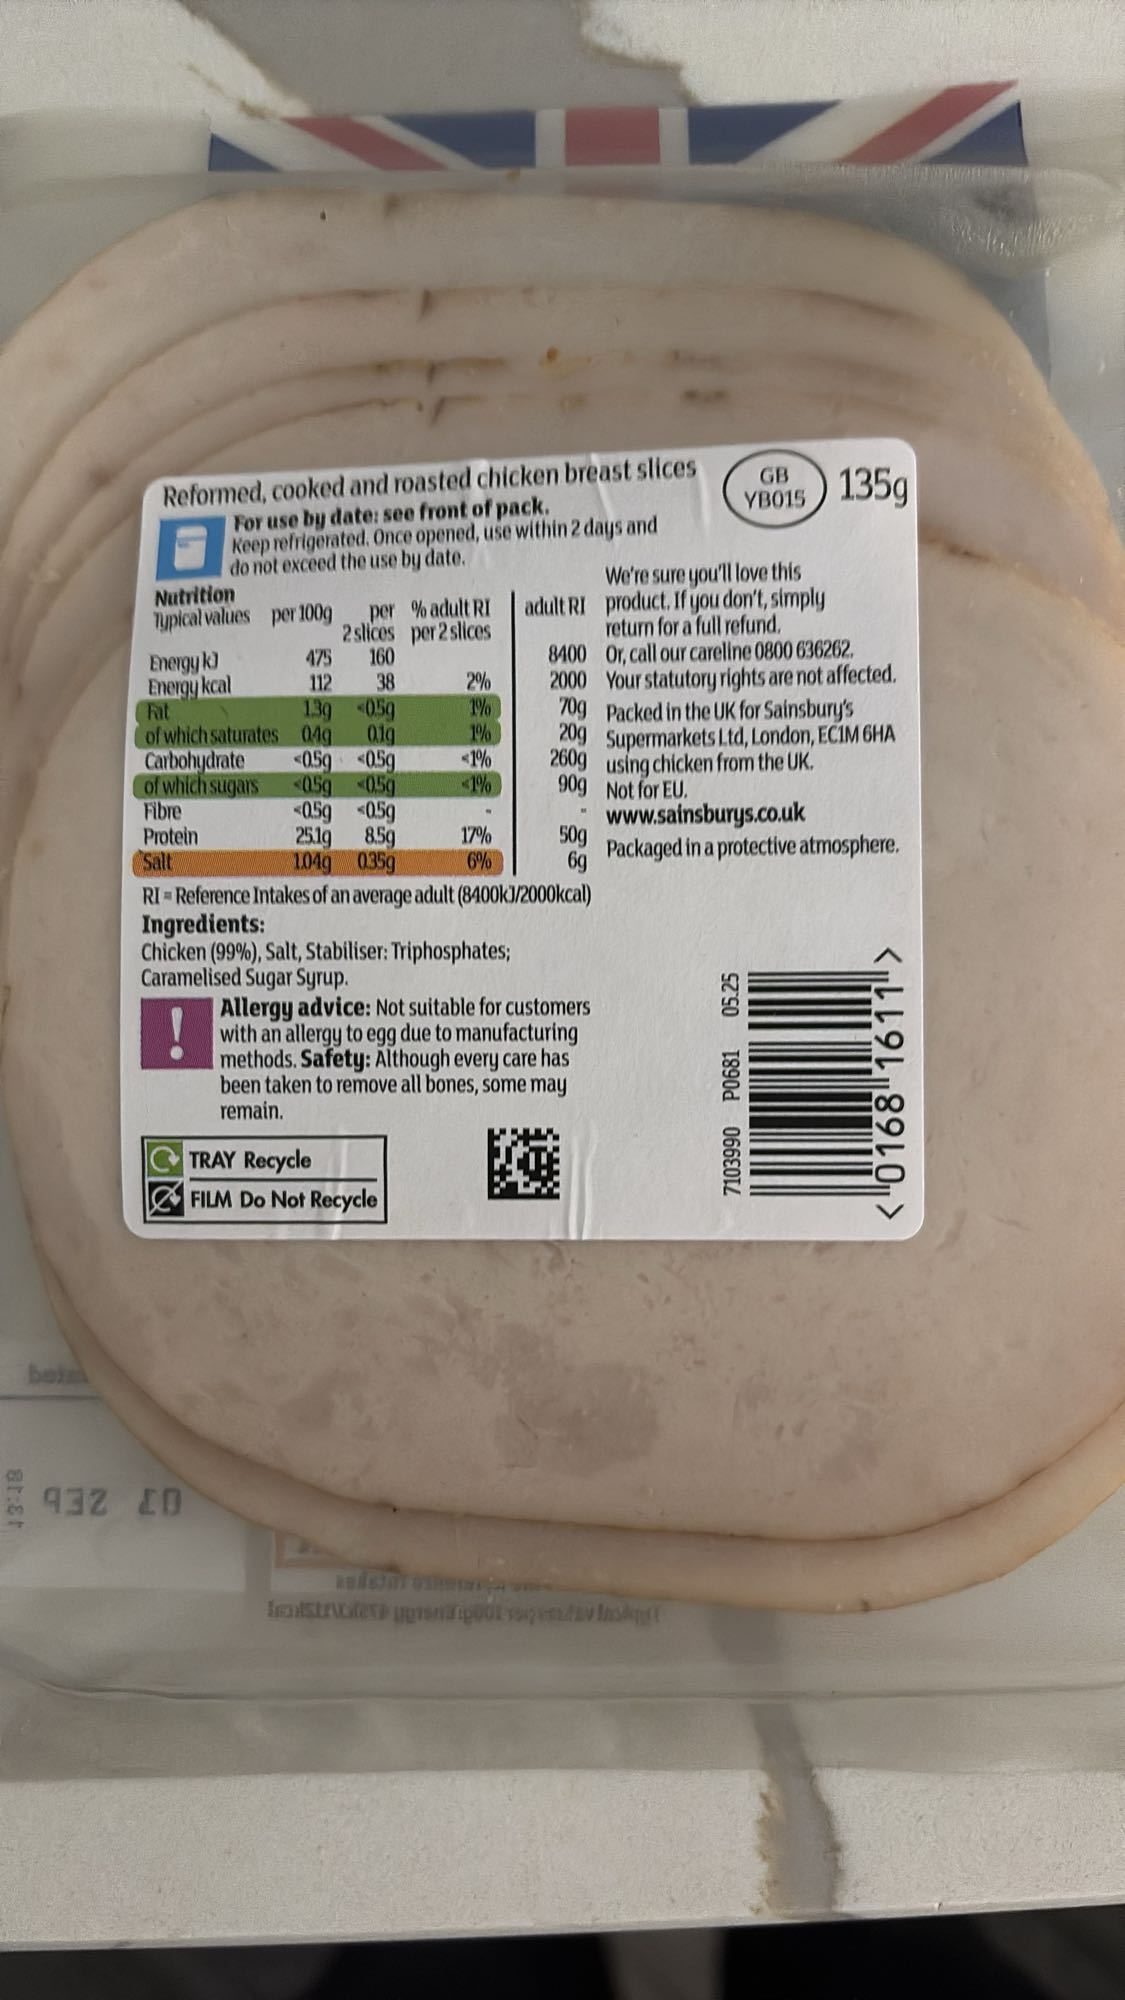 Reformed, cooked and roasted chicken breast slices
GB
YB015
135g
For use by date: see front of pack.
Keep refrigerated. Once opened, use within 2 days and
do not exceed the use by date.
Nutrition
Typical values per 100g per 2 slices % adult RI per 2 slices adult RI
Energy kJ 475 160 8400
Energy kcal 112 38 2% 2000
Fat 1.3g <0.5g 1% 70g
of which saturates 0.4g 0.1g 1% 20g
Carbohydrate <0.5g <0.5g <1% 260g
of which sugars <0.5g <0.5g <1% 90g
Fibre <0.5g <0.5g - -
Protein 25.1g 8.5g 17% 50g
Salt 1.04g 0.35g 6% 6g
RI = Reference Intakes of an average adult (8400kJ/2000kcal)
We're sure you'll love this
product. If you don't, simply
return for a full refund.
Or, call our careline 0800 636262.
Your statutory rights are not affected.
Packed in the UK for Sainsbury's
Supermarkets Ltd, London, EC1M 6HA
using chicken from the UK.
Not for EU.
www.sainsburys.co.uk
Packaged in a protective atmosphere.
Ingredients:
Chicken (99%), Salt, Stabiliser: Triphosphates;
Caramelised Sugar Syrup.
Allergy advice: Not suitable for customers
with an allergy to egg due to manufacturing
methods. Safety: Although every care has
been taken to remove all bones, some may
remain.
TRAY Recycle
FILM Do Not Recycle
7103990 P0681 05.25
<0168 1611>
03 SEP
13:18
Typical values per 100g: Energy 475kJ/112kcal